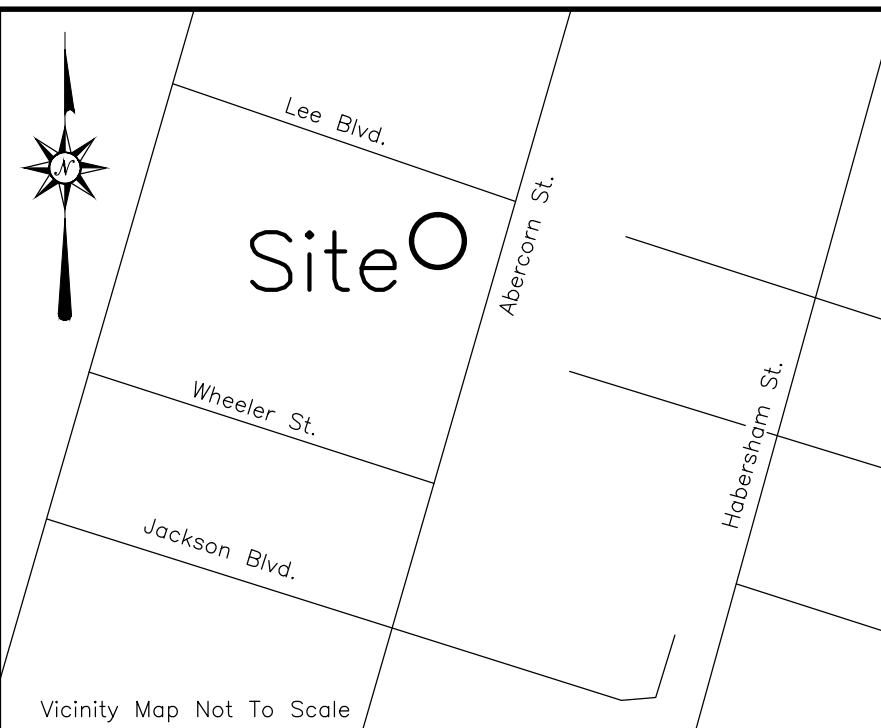 Lee Blvd.
N
Abercorn St.
Site
Habersham St.
Wheeler St.
Jackson Blvd.
Vicinity Map Not To Scale